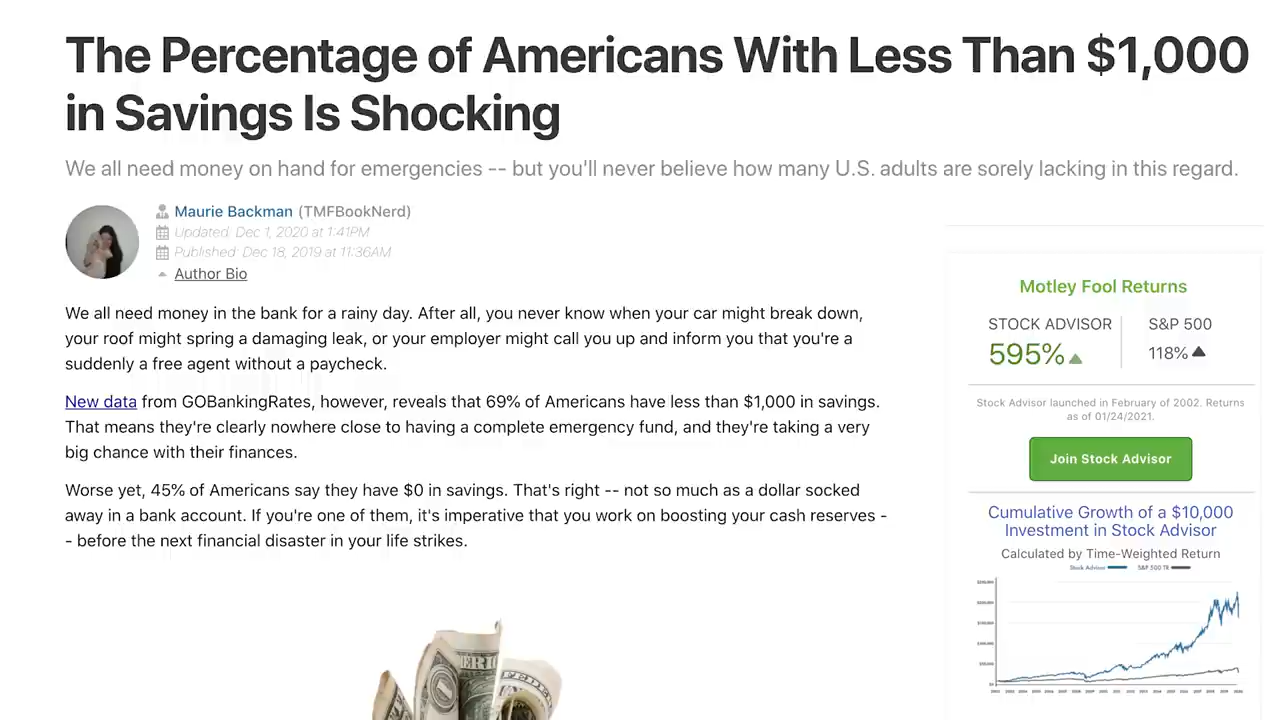 The Percentage of Americans With Less Than $1,000
in Savings Is Shocking
We all need money on hand for emergencies -- but you'll never believe how many U.S. adults are sorely lacking in this regard.
Maurie Backman (TMFBookNerd)
Updated: Dec 1, 2020 at 1:41PM
Published: Dec 18, 2019 at 11:36AM
Author Bio
We all need money in the bank for a rainy day. After all, you never know when your car might break down,
your roof might spring a damaging leak, or your employer might call you up and inform you that you're a
suddenly a free agent without a paycheck.
New data from GOBankingRates, however, reveals that 69% of Americans have less than $1,000 in savings.
That means they're clearly nowhere close to having a complete emergency fund, and they're taking a very
big chance with their finances.
Worse yet, 45% of Americans say they have $0 in savings. That's right -- not so much as a dollar socked
away in a bank account. If you're one of them, it's imperative that you work on boosting your cash reserves -
- before the next financial disaster in your life strikes.
Motley Fool Returns
STOCK ADVISOR
595%
S&P 500
118%
Stock Advisor launched in February of 2002. Returns
as of 01/24/2021.
Join Stock Advisor
Cumulative Growth of a $10,000
Investment in Stock Advisor
Calculated by Time-Weighted Return
Stock Advisor S&P 500 TR